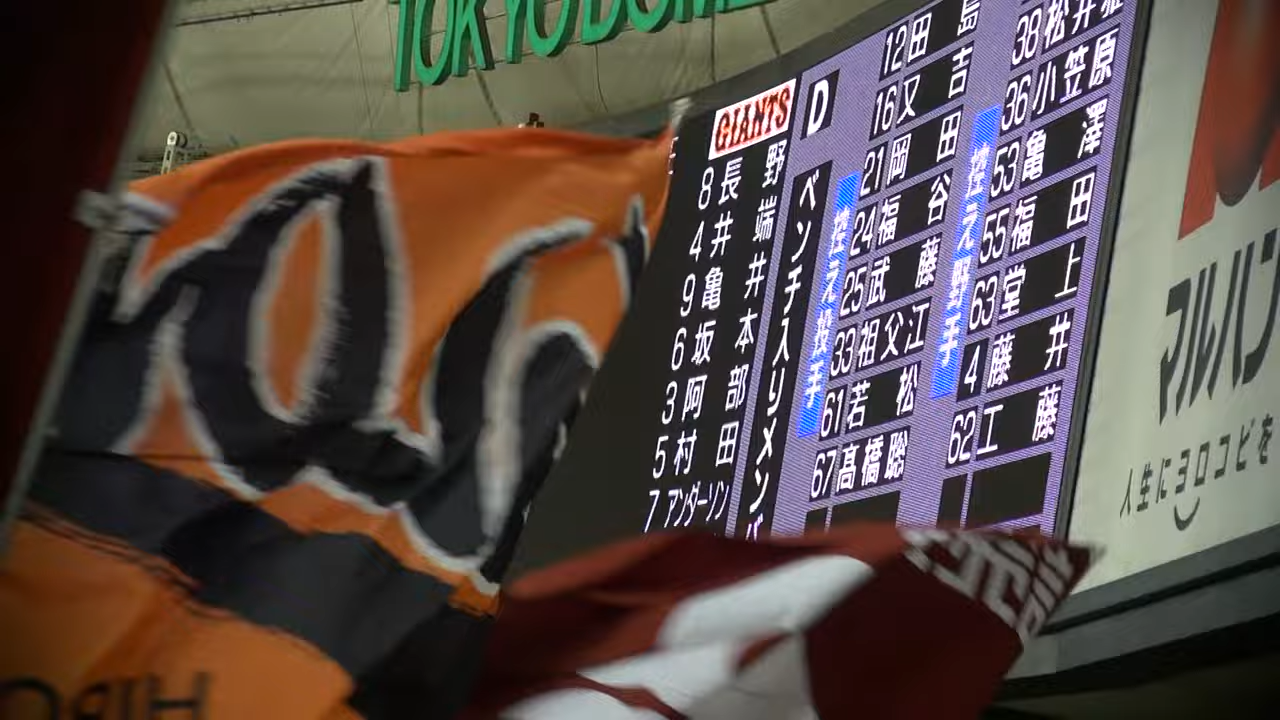 TOKYO DOME
GIANTS
8 長野
4 井端
9 亀井
6 坂本
3 阿部
5 村田
7 アンダーソン
D
ベンチ入りメンバ
控え投手
12 田島
16 又吉
21 岡田
24 福谷
25 武藤
33 祖父江
61 若松
67 髙橋聡
控え野手
38 松井雅
36 小笠原
53 亀澤
55 福田
63 堂上
4 藤井
62 工藤
マルハン
人生にヨロコビを